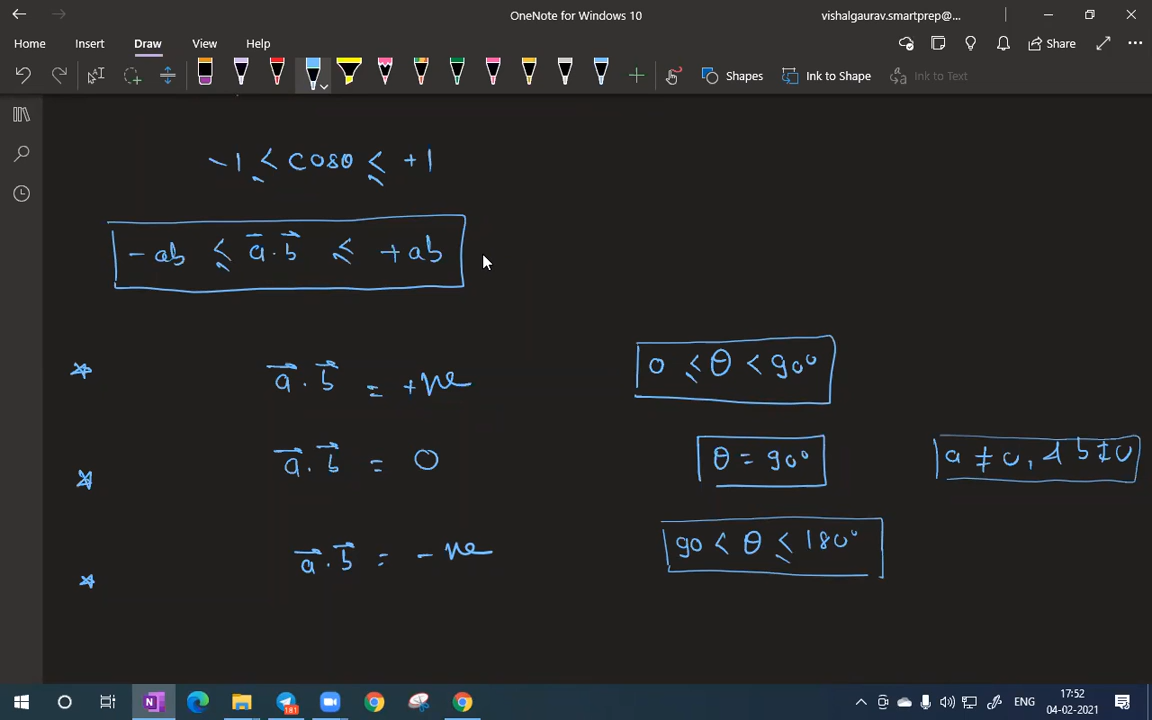 OneNote for Windows 10
vishalgaurav.smartprep@...
Home Insert Draw View Help
Share
Shapes
Ink to Shape
Ink to Text
-1 ≤ cosθ ≤ +1
-ab ≤ a⃗.b⃗ ≤ +ab
a⃗.b⃗ = +ve
0 ≤ θ < 90°
a⃗.b⃗ = 0
θ = 90°
a ≠ 0, & b ≠ 0
a⃗.b⃗ = -ve
90 < θ ≤ 180°
181
ENG
17:52
04-02-2021